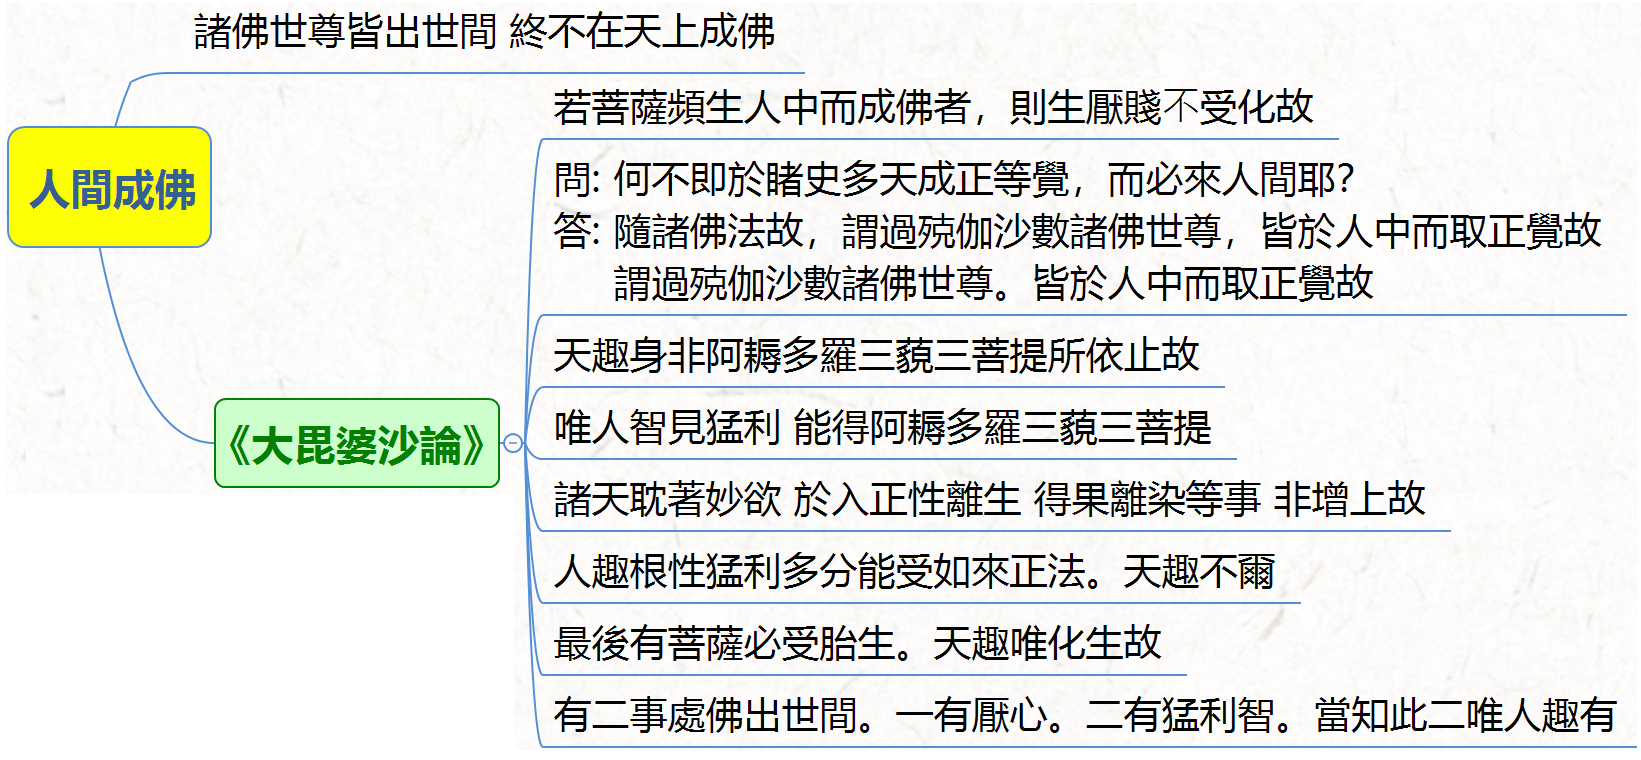 諸佛世尊皆出世間 終不在天上成佛
人間成佛
《大毘婆沙論》
若菩薩頻生人中而成佛者，則生厭賤不受化故
問: 何不即於睹史多天成正等覺，而必來人間耶?
答: 隨諸佛法故，謂過殑伽沙數諸佛世尊，皆於人中而取正覺故
謂過殑伽沙數諸佛世尊。皆於人中而取正覺故
天趣身非阿耨多羅三藐三菩提所依止故
唯人智見猛利 能得阿耨多羅三藐三菩提
諸天耽著妙欲 於入正性離生 得果離染等事 非增上故
人趣根性猛利多分能受如來正法。天趣不爾
最後有菩薩必受胎生。天趣唯化生故
有二事處佛出世間。一有厭心。二有猛利智。當知此二唯人趣有